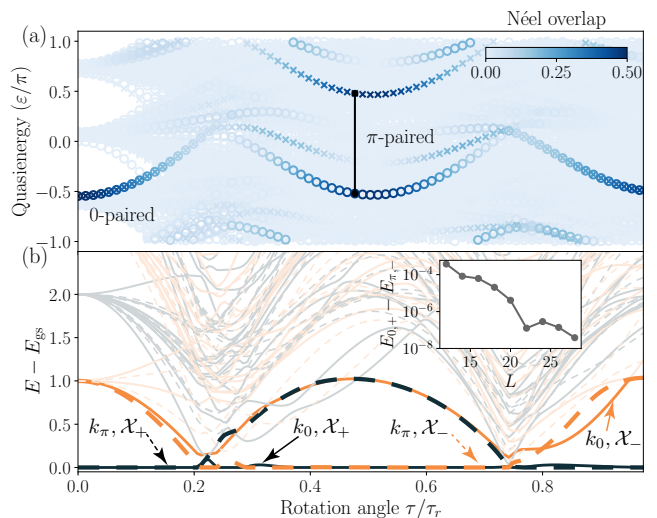 (a)
Néel overlap
0.00 0.25 0.50
Quasienergy (ε/π)
1.0
0.5
0.0
−0.5
−1.0
π-paired
0-paired
(b)
E − E_gs
2.0
1.5
1.0
0.5
0.0
E_{0,+} − E_{π,−}
10^{−4}
10^{−6}
10^{−8}
15 20 25
L
k_π, 𝒳_+
k_0, 𝒳_+
k_π, 𝒳_−
k_0, 𝒳_−
0.0 0.2 0.4 0.6 0.8
Rotation angle τ/τ_r